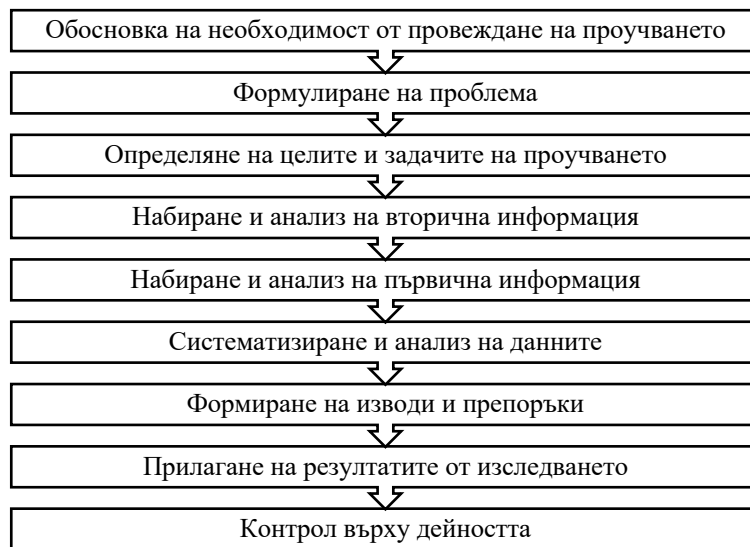 Обосновка на необходимост от провеждане на проучването
Формулиране на проблема
Определяне на целите и задачите на проучването
Набиране и анализ на вторична информация
Набиране и анализ на първична информация
Систематизиране и анализ на данните
Формиране на изводи и препоръки
Прилагане на резултатите от изследването
Контрол върху дейността